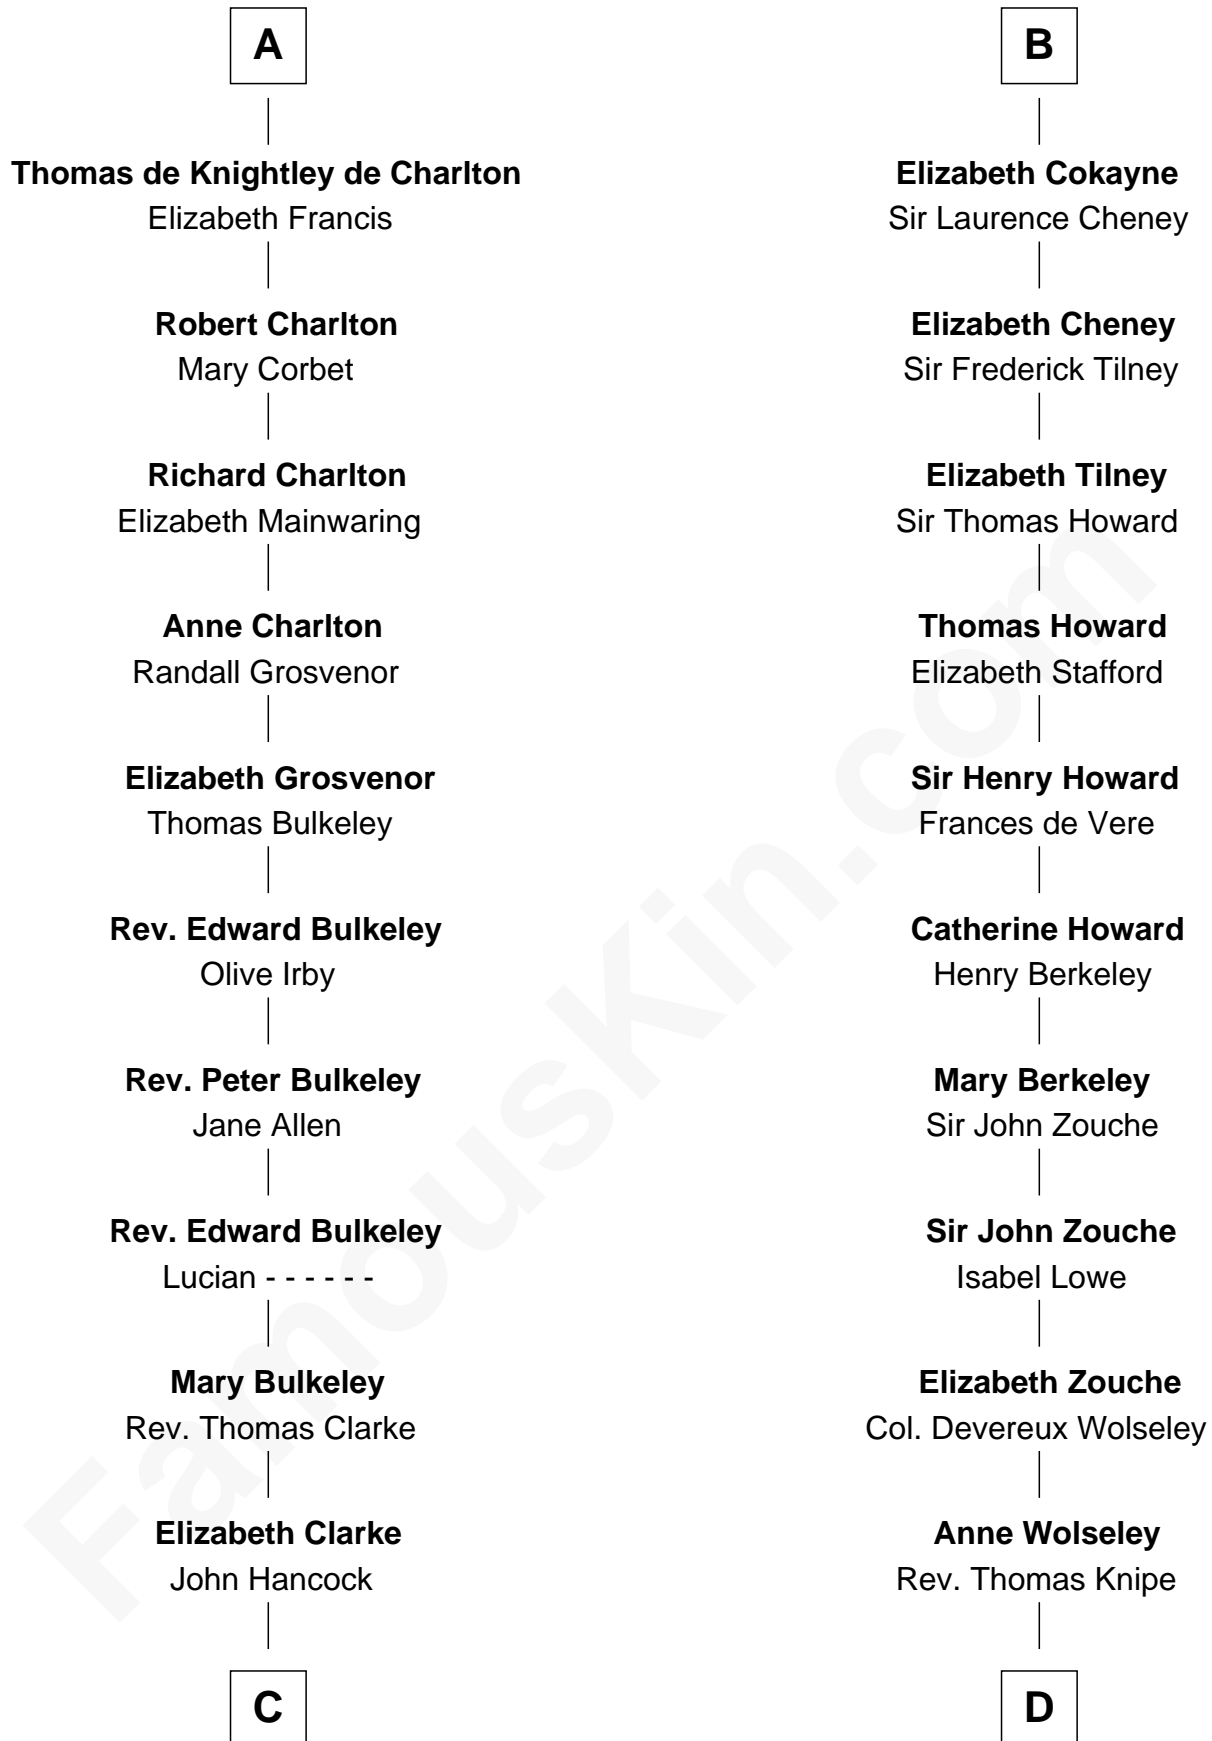 A
Thomas de Knightley de Charlton
Elizabeth Francis
Robert Charlton
Mary Corbet
Richard Charlton
Elizabeth Mainwaring
Anne Charlton
Randall Grosvenor
Elizabeth Grosvenor
Thomas Bulkeley
Rev. Edward Bulkeley
Olive Irby
Rev. Peter Bulkeley
Jane Allen
Rev. Edward Bulkeley
Lucian - - - - - -
Mary Bulkeley
Rev. Thomas Clarke
Elizabeth Clarke
John Hancock
C
B
Elizabeth Cokayne
Sir Laurence Cheney
Elizabeth Cheney
Sir Frederick Tilney
Elizabeth Tilney
Sir Thomas Howard
Thomas Howard
Elizabeth Stafford
Sir Henry Howard
Frances de Vere
Catherine Howard
Henry Berkeley
Mary Berkeley
Sir John Zouche
Sir John Zouche
Isabel Lowe
Elizabeth Zouche
Col. Devereux Wolseley
Anne Wolseley
Rev. Thomas Knipe
D
FamousKin.com